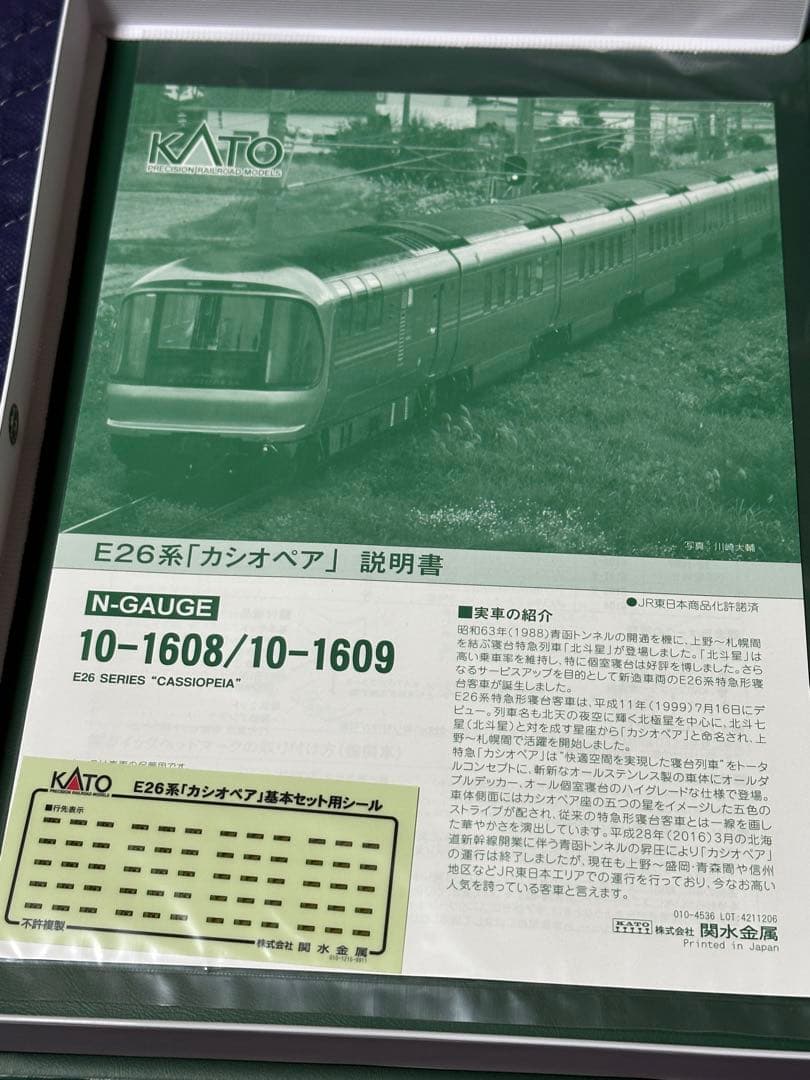 KATO
PRECISION RAILROAD MODELS
写真：川崎大輔
E26系「カシオペア」 説明書
●JR東日本商品化許諾済
N-GAUGE
10-1608/10-1609
E26 SERIES "CASSIOPEIA"
■実車の紹介
昭和63年(1988)青函トンネルの開通を機に、上野～札幌間
を結ぶ寝台特急列車「北斗星」が登場しました。「北斗星」は
高い乗車率を維持し、特に個室寝台は好評を博しました。さら
なるサービスアップを目的として新造車両のE26系特急形寝
台客車が誕生しました。
E26系特急形寝台客車は、平成11年(1999)7月16日にデ
ビュー。列車名も北天の夜空に輝く北極星を中心に、北斗七
星(北斗星)と対を成す星座から「カシオペア」と命名され、上
野～札幌間で活躍を開始しました。
特急「カシオペア」は"快適空間を実現した寝台列車"をトータ
ルコンセプトに、斬新なオールステンレス製の車体にオールダ
ブルデッカー、オール個室寝台のハイグレードな仕様で登場。
車体側面にはカシオペア座の五つの星をイメージした五色の
ストライプが配され、従来の特急形寝台客車とは一線を画し
た華やかさを演出しています。平成28年(2016)3月の北海
道新幹線開業に伴う青函トンネルの昇圧により「カシオペア」
の運行は終了しましたが、現在も上野～盛岡・青森間や信州
地区などJR東日本エリアでの運行を行っており、今なお高い
人気を誇っている客車と言えます。
010-4536 LOT:4211206
KATO 株式会社 関水金属
Printed in Japan
KATO
PRECISION RAILROAD MODELS
E26系「カシオペア」基本セット用シール
■行先表示
不許複製
株式会社 関水金属